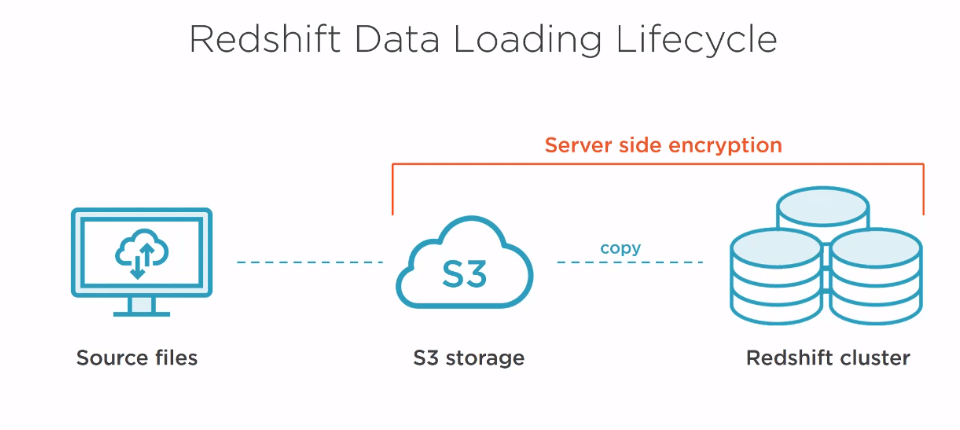 Redshift Data Loading Lifecycle
Server side encryption
S3
copy
Source files
S3 storage
Redshift cluster